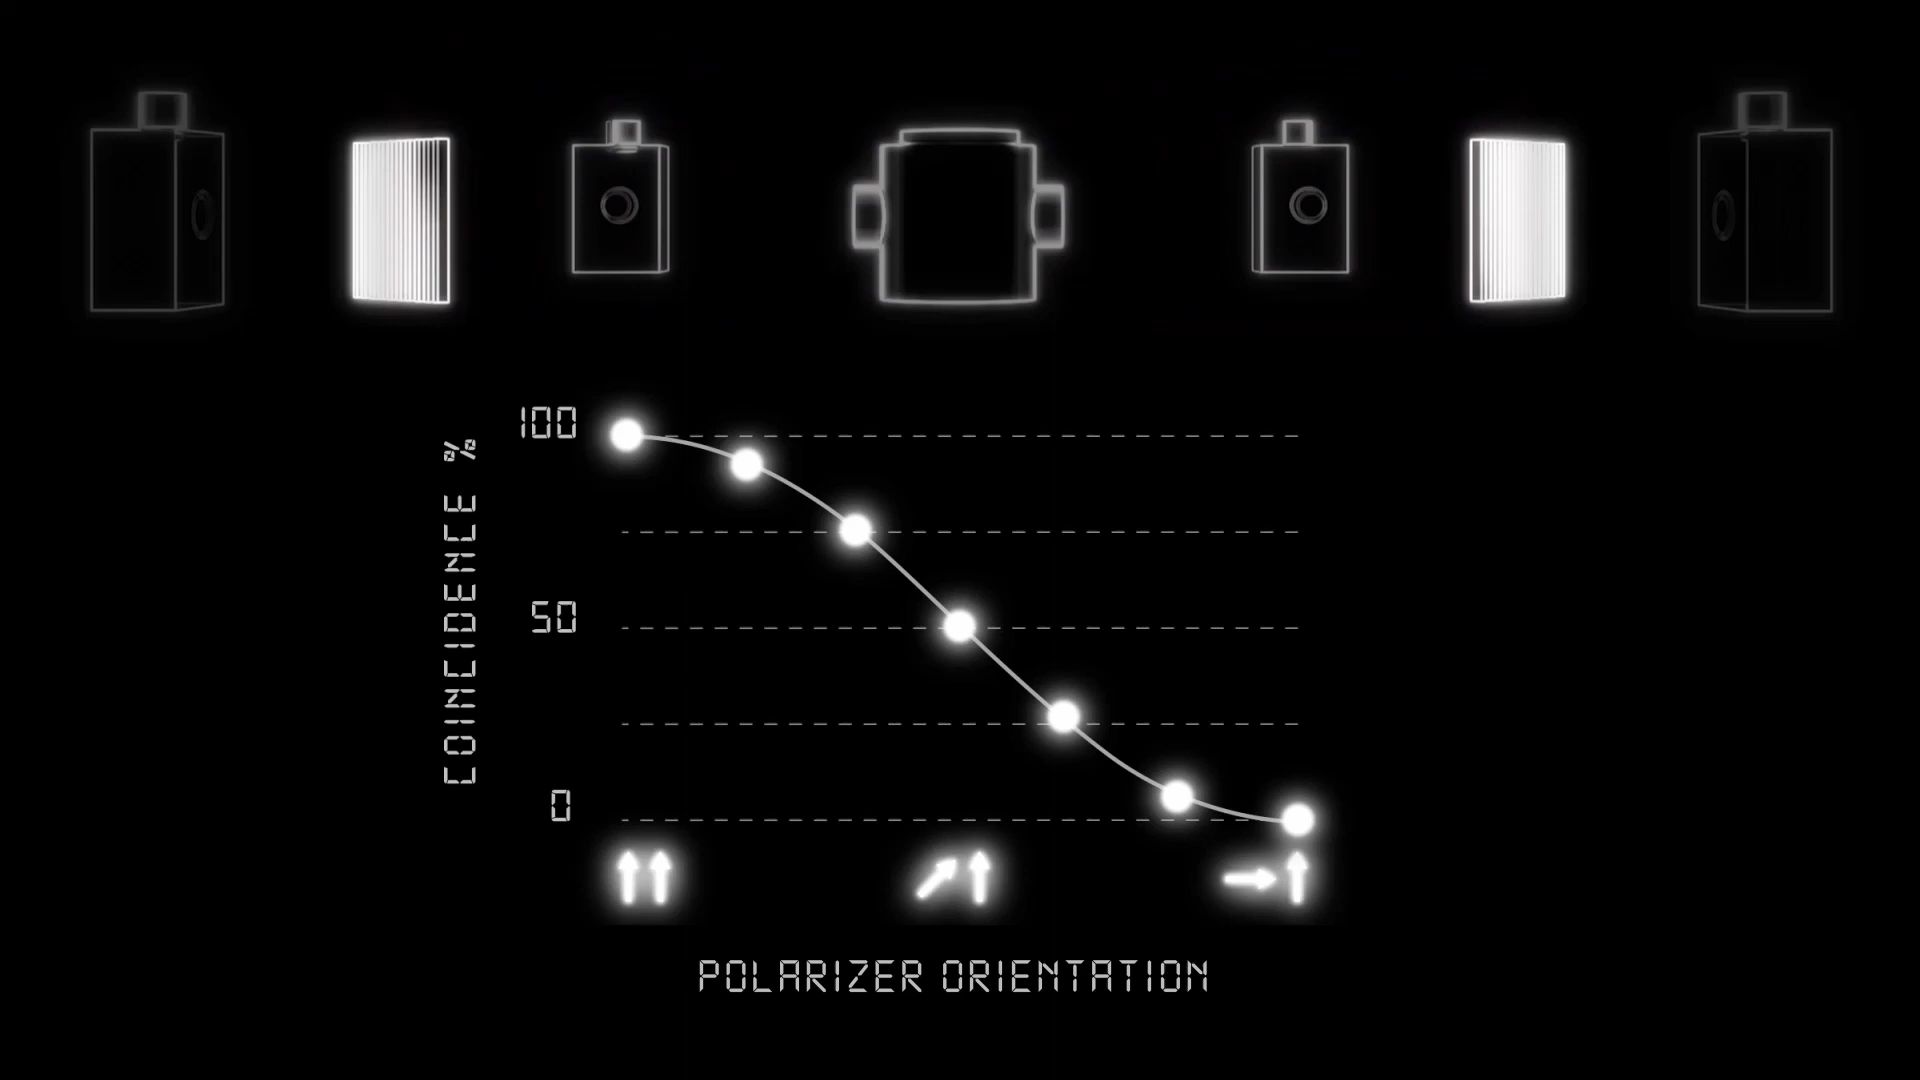 100
50
0
COINCIDENCE %
POLARIZER ORIENTATION